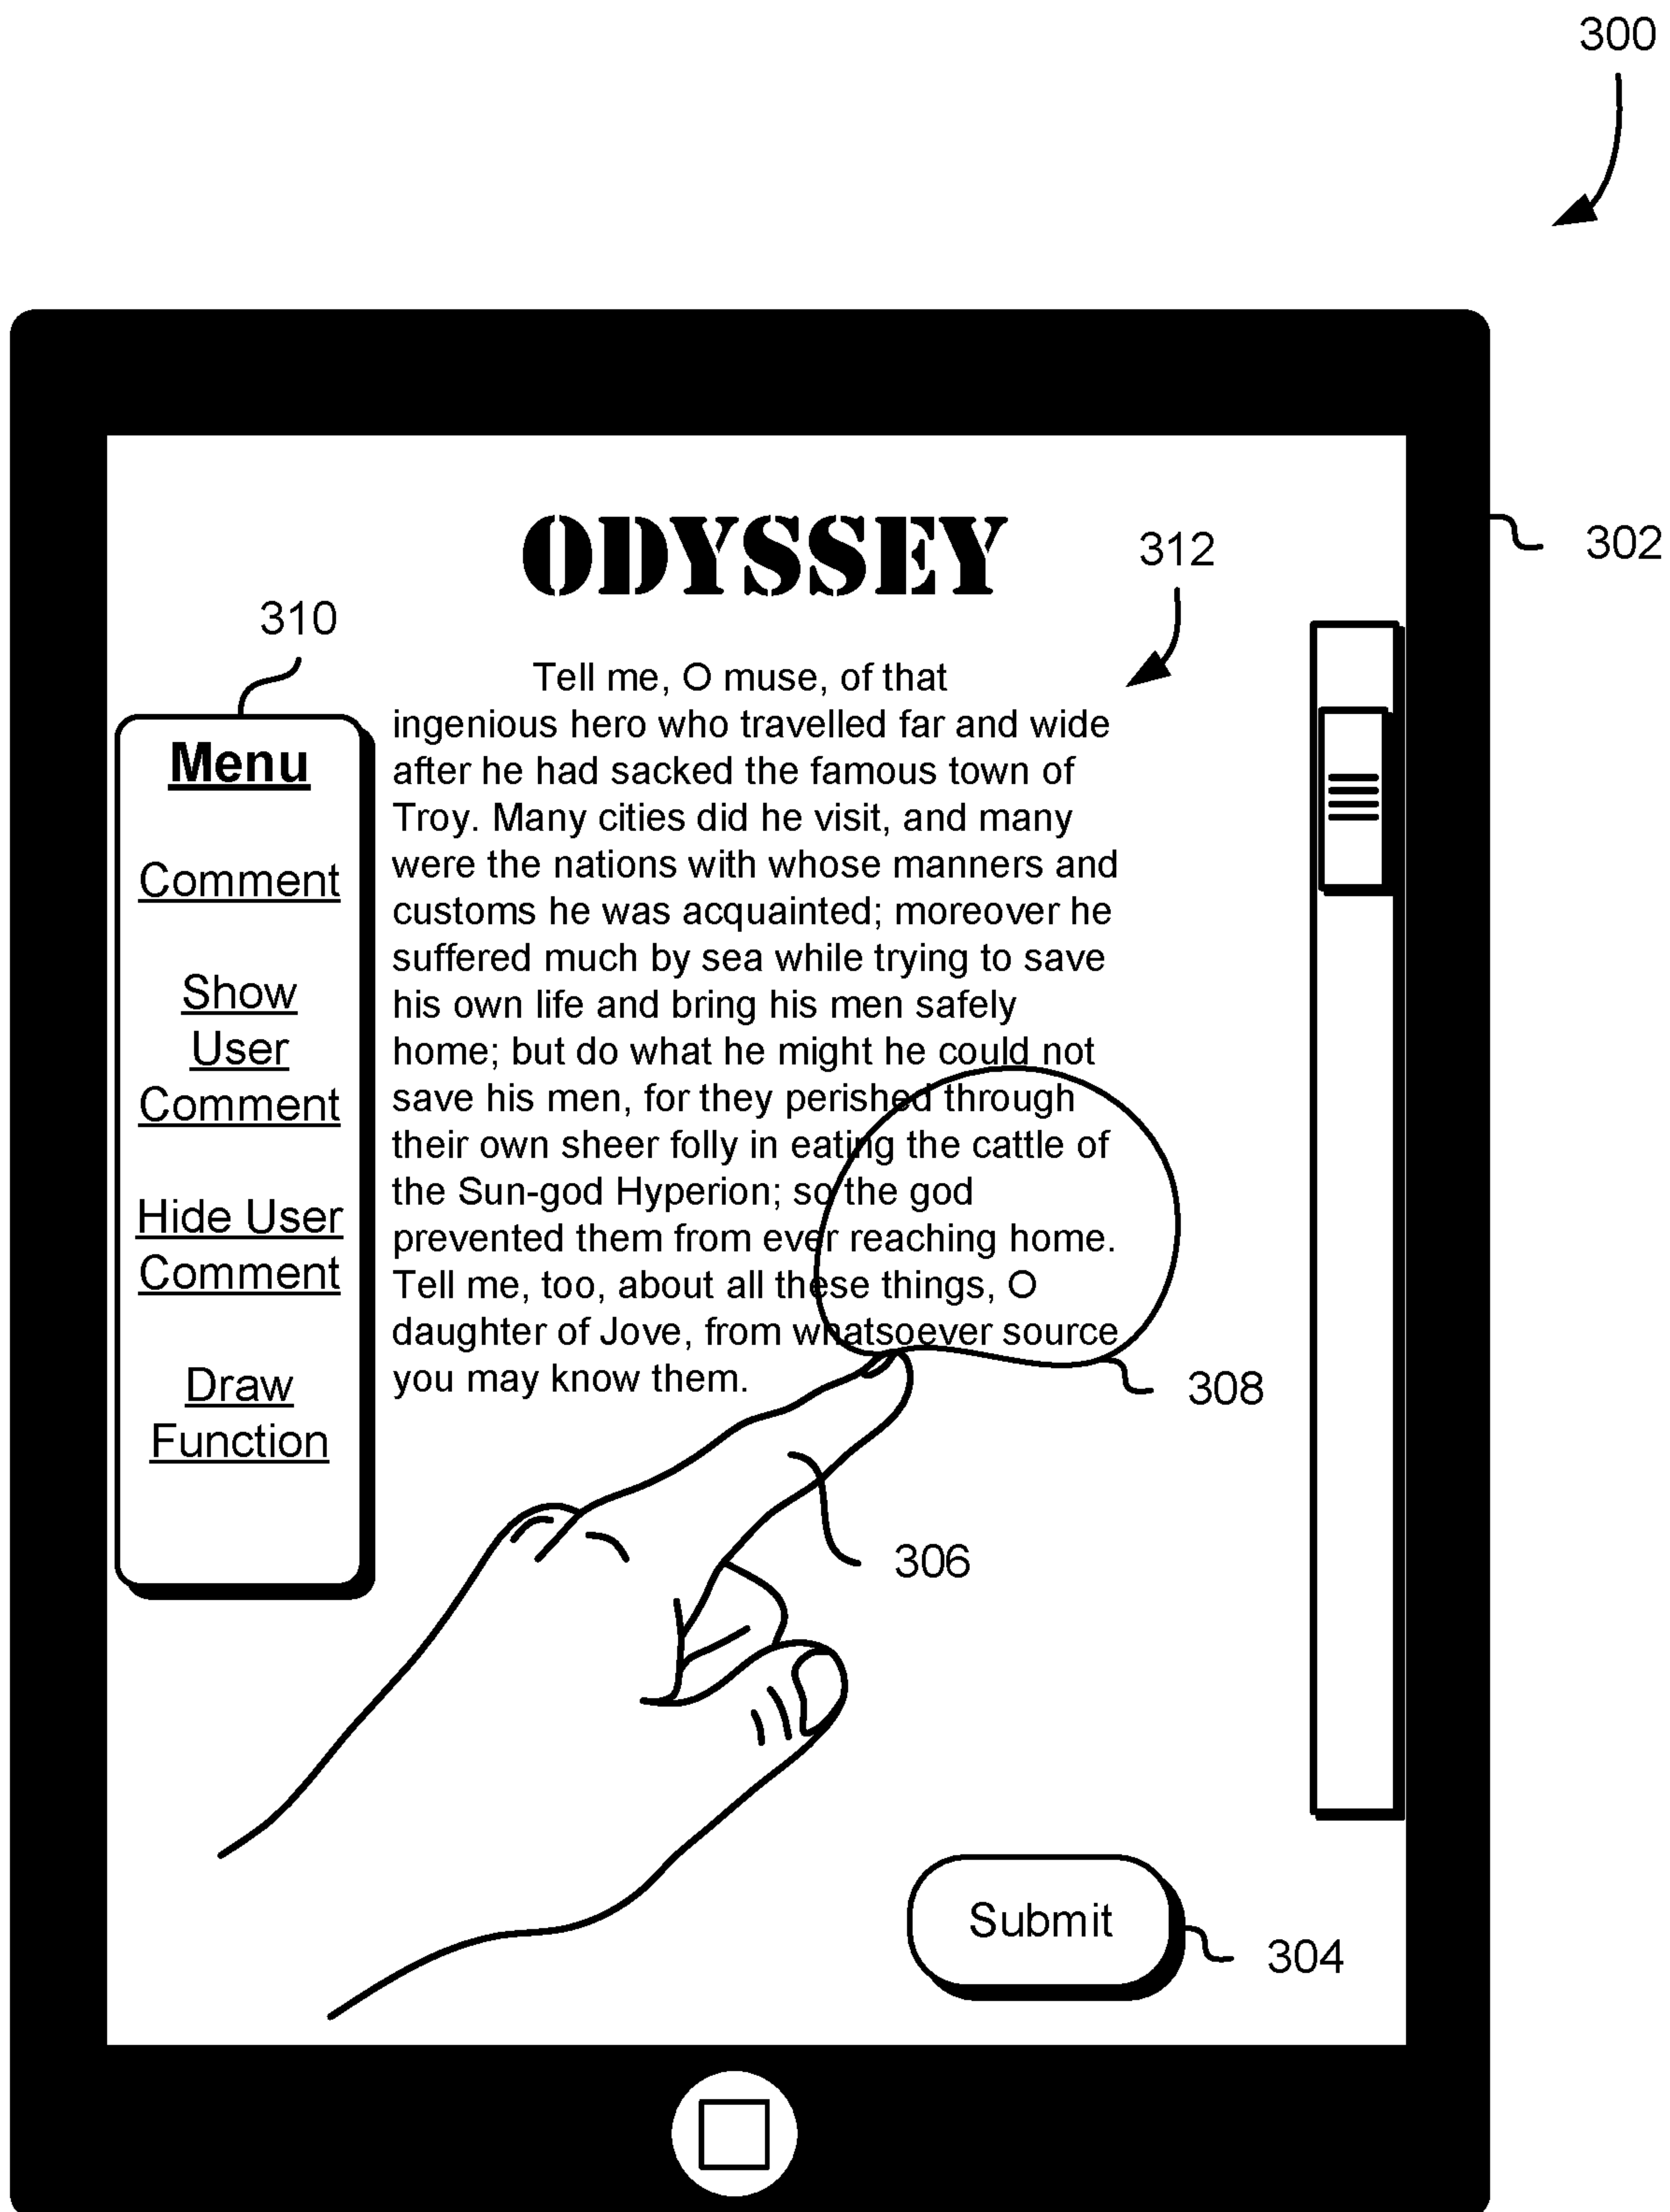 300
ODYSSEY
312
302
310
Tell me, O muse, of that
ingenious hero who travelled far and wide
after he had sacked the famous town of
Troy. Many cities did he visit, and many
were the nations with whose manners and
customs he was acquainted; moreover he
suffered much by sea while trying to save
his own life and bring his men safely
home; but do what he might he could not
save his men, for they perished through
their own sheer folly in eating the cattle of
the Sun-god Hyperion; so the god
prevented them from ever reaching home.
Tell me, too, about all these things, O
daughter of Jove, from whatsoever source
you may know them.
Menu
Comment
Show
User
Comment
Hide User
Comment
Draw
Function
308
306
Submit
304